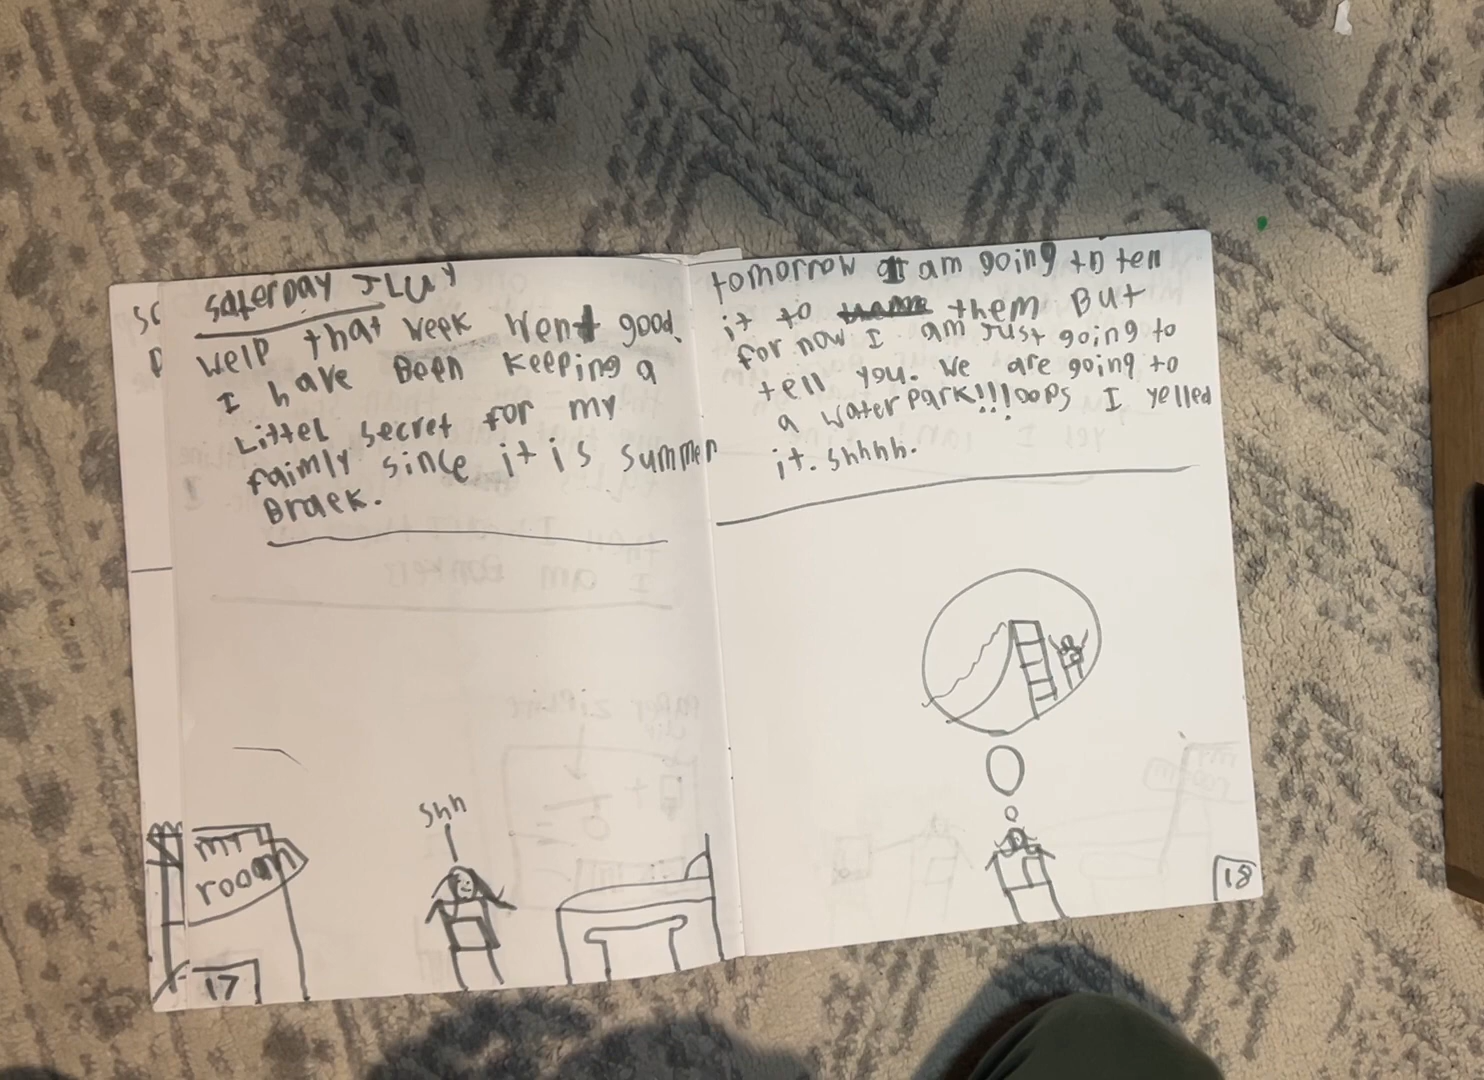 saterDay JLUY
welp that week went good.
I have Been keeping a
Littel secret for my
faimly since it is summer
Braek.
shh
my
room
17
tomorrow I am going to tell
it to them But
for now I am Just going to
tell you. We are going to
a water park!!!oops I yelled
it. shhhh.
18